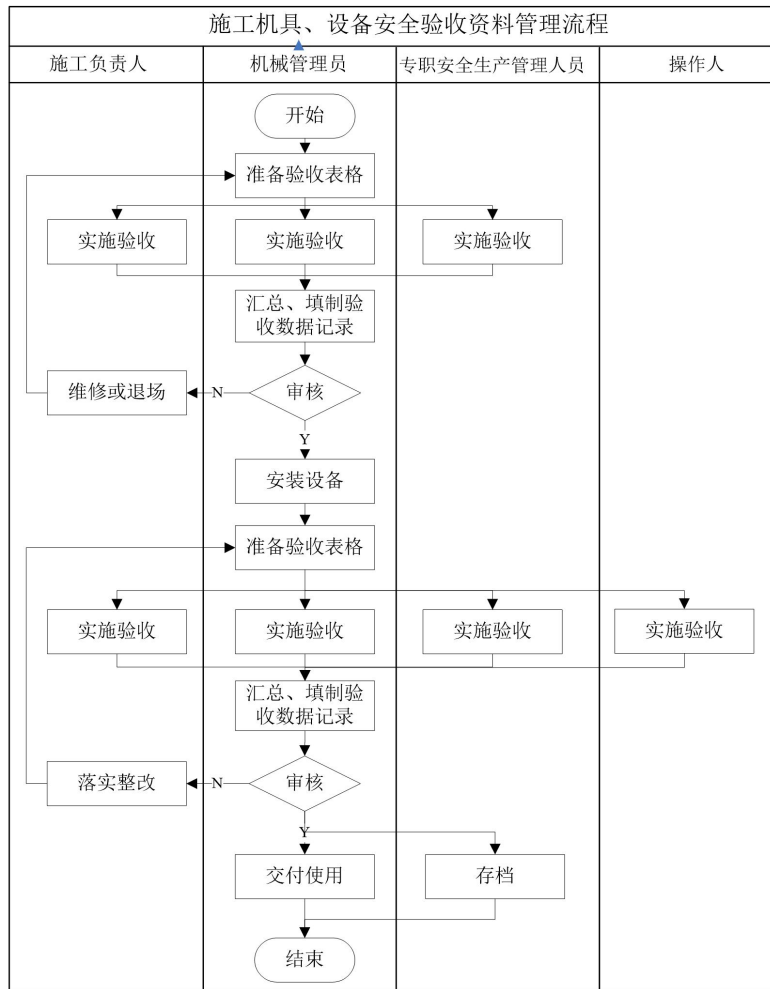 施工机具、设备安全验收资料管理流程
施工负责人
机械管理员
专职安全生产管理人员
操作人
开始
准备验收表格
实施验收
实施验收
实施验收
汇总、填制验
收数据记录
维修或退场
N
审核
Y
安装设备
准备验收表格
实施验收
实施验收
实施验收
实施验收
汇总、填制验
收数据记录
落实整改
N
审核
Y
交付使用
存档
结束